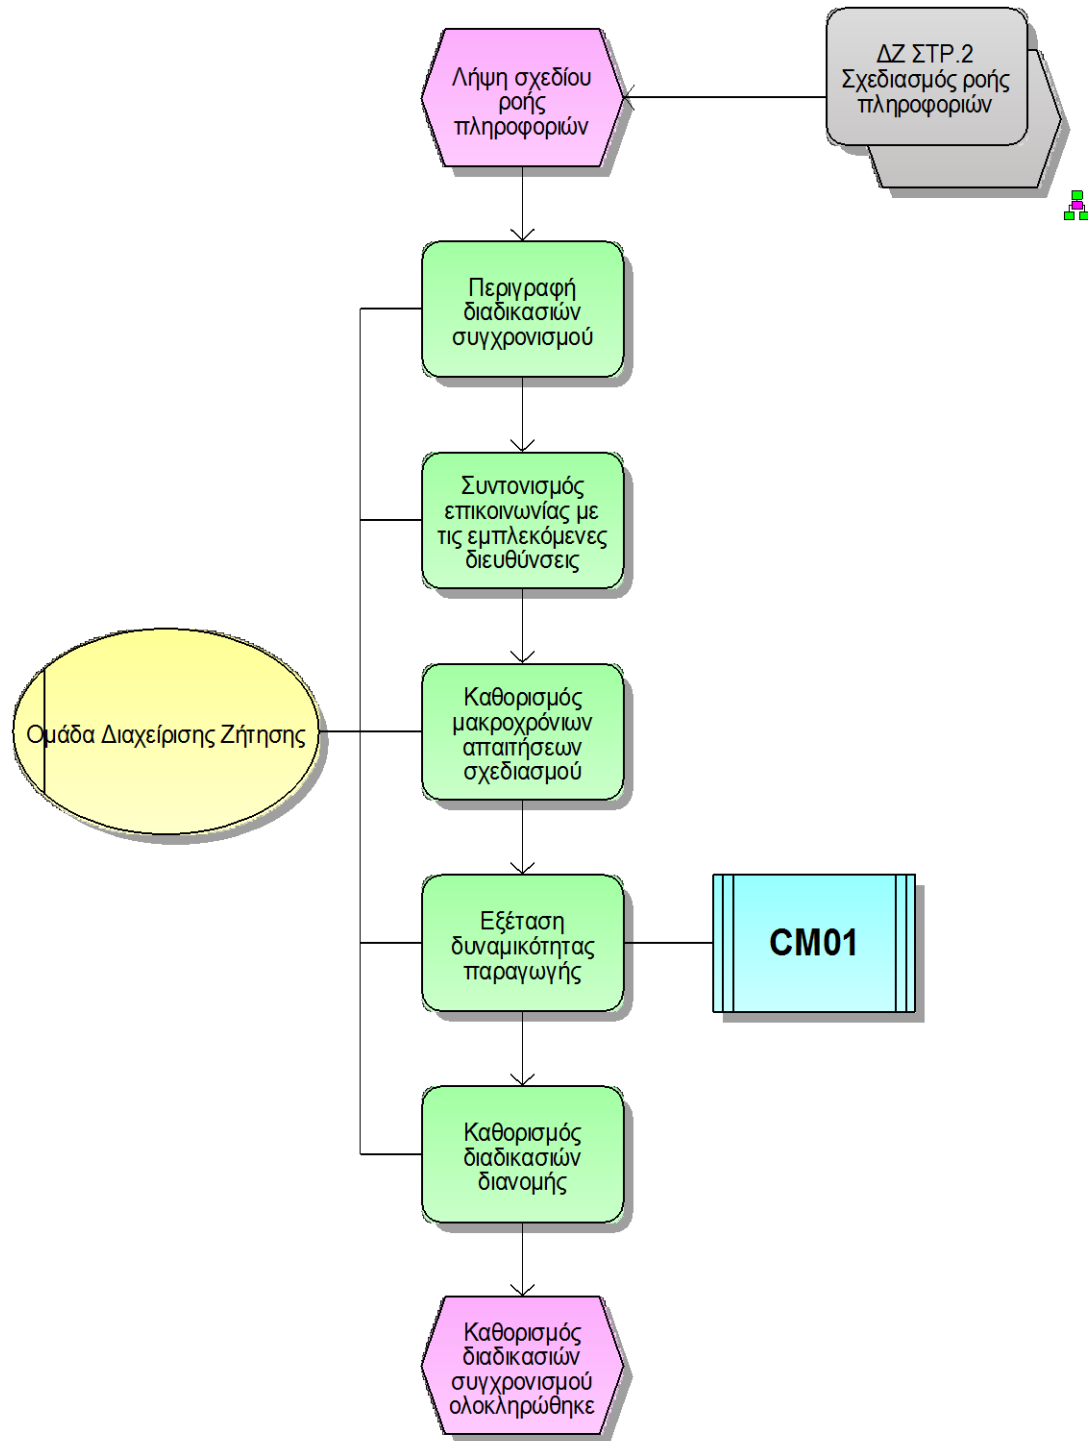 Λήψη σχεδίου
ροής
πληροφοριών
ΔΖ ΣΤΡ.2
Σχεδιασμός ροής
πληροφοριών
Περιγραφή
διαδικασιών
συγχρονισμού
Συντονισμός
επικοινωνίας με
τις εμπλεκόμενες
διευθύνσεις
Ομάδα Διαχείρισης Ζήτησης
Καθορισμός
μακροχρόνιων
απαιτήσεων
σχεδιασμού
Εξέταση
δυναμικότητας
παραγωγής
CM01
Καθορισμός
διαδικασιών
διανομής
Καθορισμός
διαδικασιών
συγχρονισμού
ολοκληρώθηκε